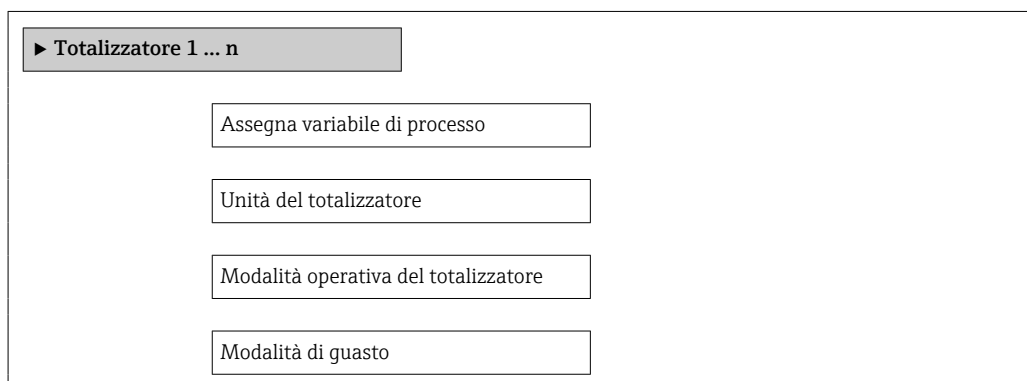 ▶ Totalizzatore 1 ... n
Assegna variabile di processo
Unità del totalizzatore
Modalità operativa del totalizzatore
Modalità di guasto